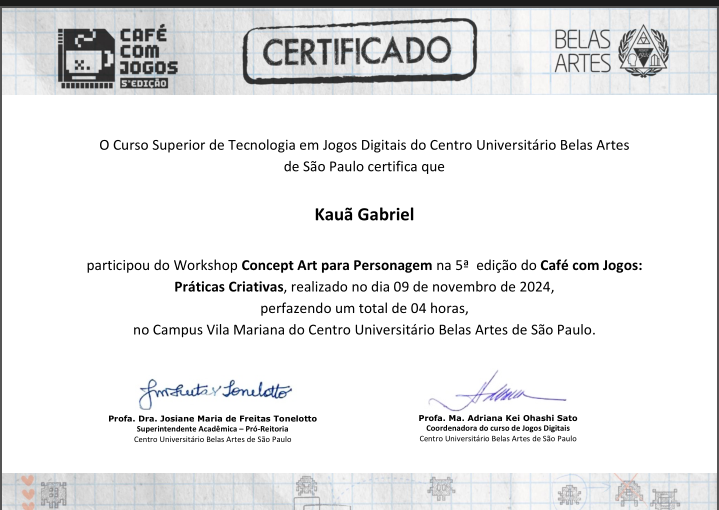 CAFÉ
COM
JOGOS
5ª EDIÇÃO
CERTIFICADO
BELAS
ARTES
O Curso Superior de Tecnologia em Jogos Digitais do Centro Universitário Belas Artes
de São Paulo certifica que
Kauã Gabriel
participou do Workshop Concept Art para Personagem na 5ª edição do Café com Jogos:
Práticas Criativas, realizado no dia 09 de novembro de 2024,
perfazendo um total de 04 horas,
no Campus Vila Mariana do Centro Universitário Belas Artes de São Paulo.
Profa. Dra. Josiane Maria de Freitas Tonelotto
Superintendente Acadêmica – Pró-Reitoria
Centro Universitário Belas Artes de São Paulo
Profa. Ma. Adriana Kei Ohashi Sato
Coordenadora do curso de Jogos Digitais
Centro Universitário Belas Artes de São Paulo